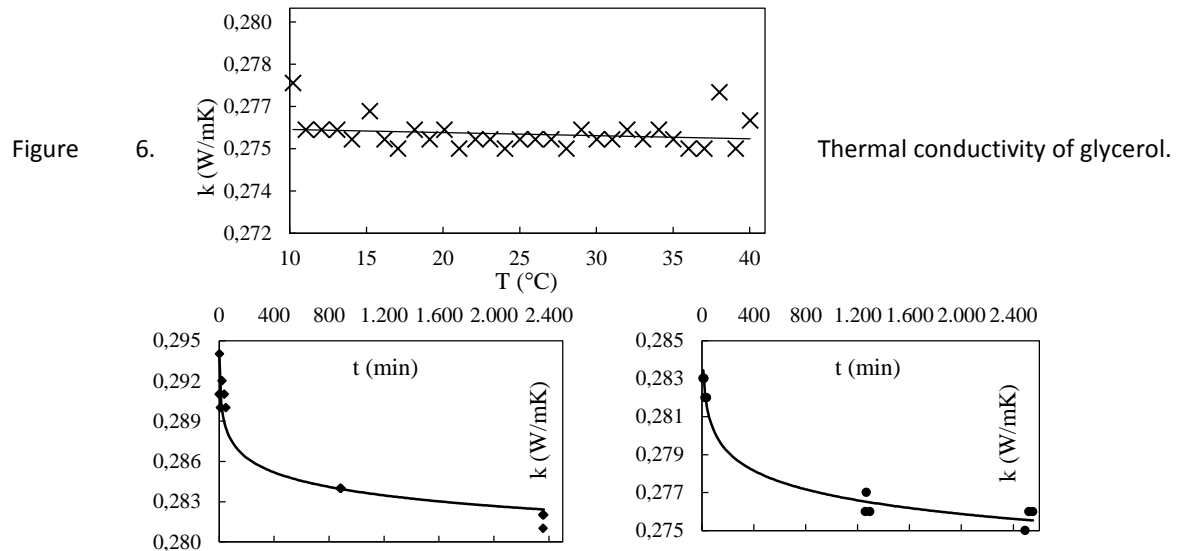 0,280
0,278
0,277
0,275
0,274
0,272
k (W/mK)
10 15 20 25 30 35 40
T (°C)
Figure 6. Thermal conductivity of glycerol.
0 400 800 1.200 1.600 2.000 2.400
t (min)
0,295
0,292
0,289
0,286
0,283
0,280
k (W/mK)
0 400 800 1.200 1.600 2.000 2.400
t (min)
0,285
0,283
0,281
0,279
0,277
0,275
k (W/mK)